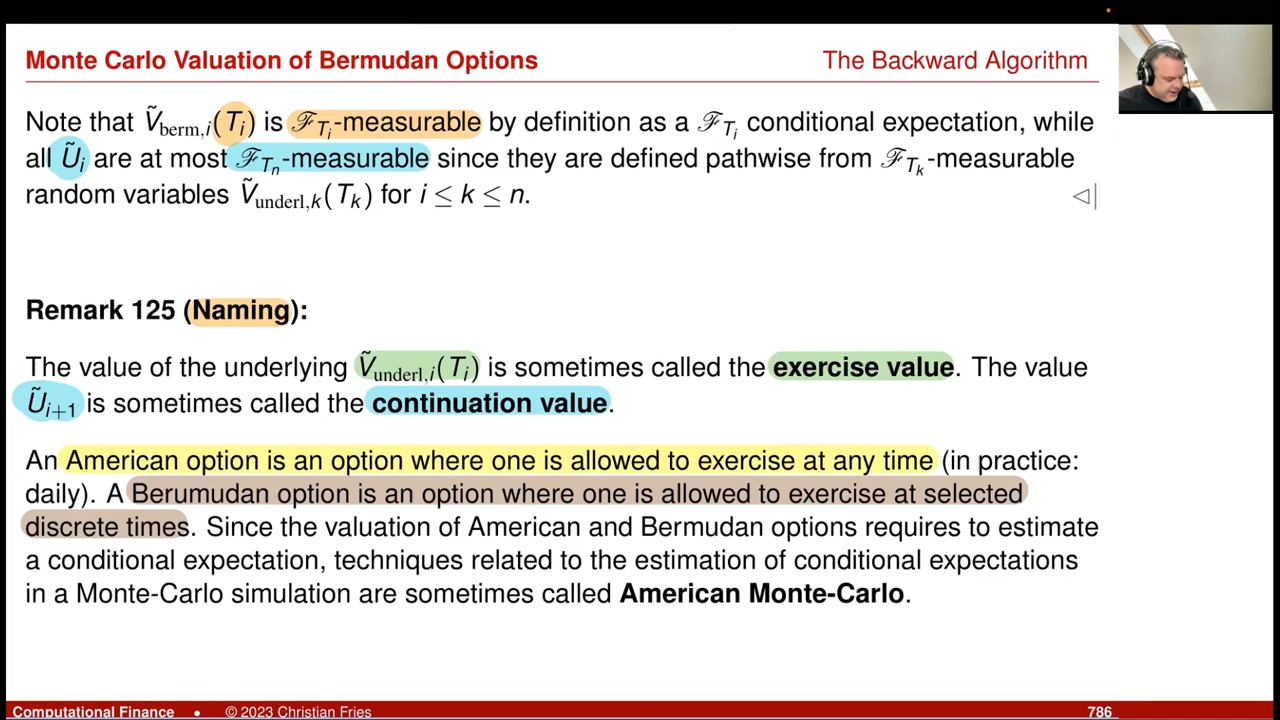 Monte Carlo Valuation of Bermudan Options The Backward Algorithm
Note that Ṽberm,i(Ti) is ℱTi-measurable by definition as a ℱTi conditional expectation, while
all Ũi are at most ℱTn-measurable since they are defined pathwise from ℱTk-measurable
random variables Ṽunderl,k(Tk) for i ≤ k ≤ n. ◁|
Remark 125 (Naming):
The value of the underlying Ṽunderl,i(Ti) is sometimes called the exercise value. The value
Ũi+1 is sometimes called the continuation value.
An American option is an option where one is allowed to exercise at any time (in practice:
daily). A Berumudan option is an option where one is allowed to exercise at selected
discrete times. Since the valuation of American and Bermudan options requires to estimate
a conditional expectation, techniques related to the estimation of conditional expectations
in a Monte-Carlo simulation are sometimes called American Monte-Carlo.
Computational Finance • © 2023 Christian Fries 786